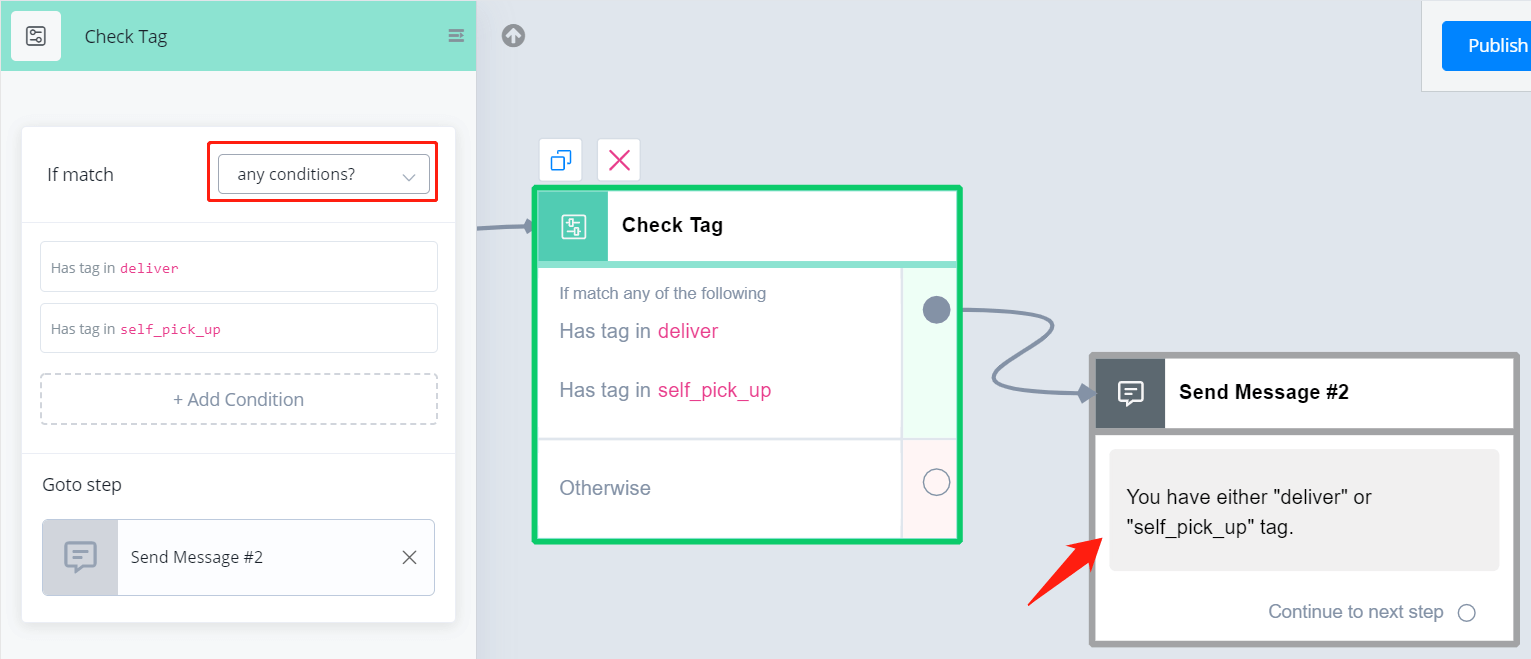 Check Tag
If match
any conditions?
Has tag in deliver
Has tag in self_pick_up
+ Add Condition
Goto step
Send Message #2
Publish
Check Tag
If match any of the following
Has tag in deliver
Has tag in self_pick_up
Otherwise
Send Message #2
You have either "deliver" or
"self_pick_up" tag.
Continue to next step